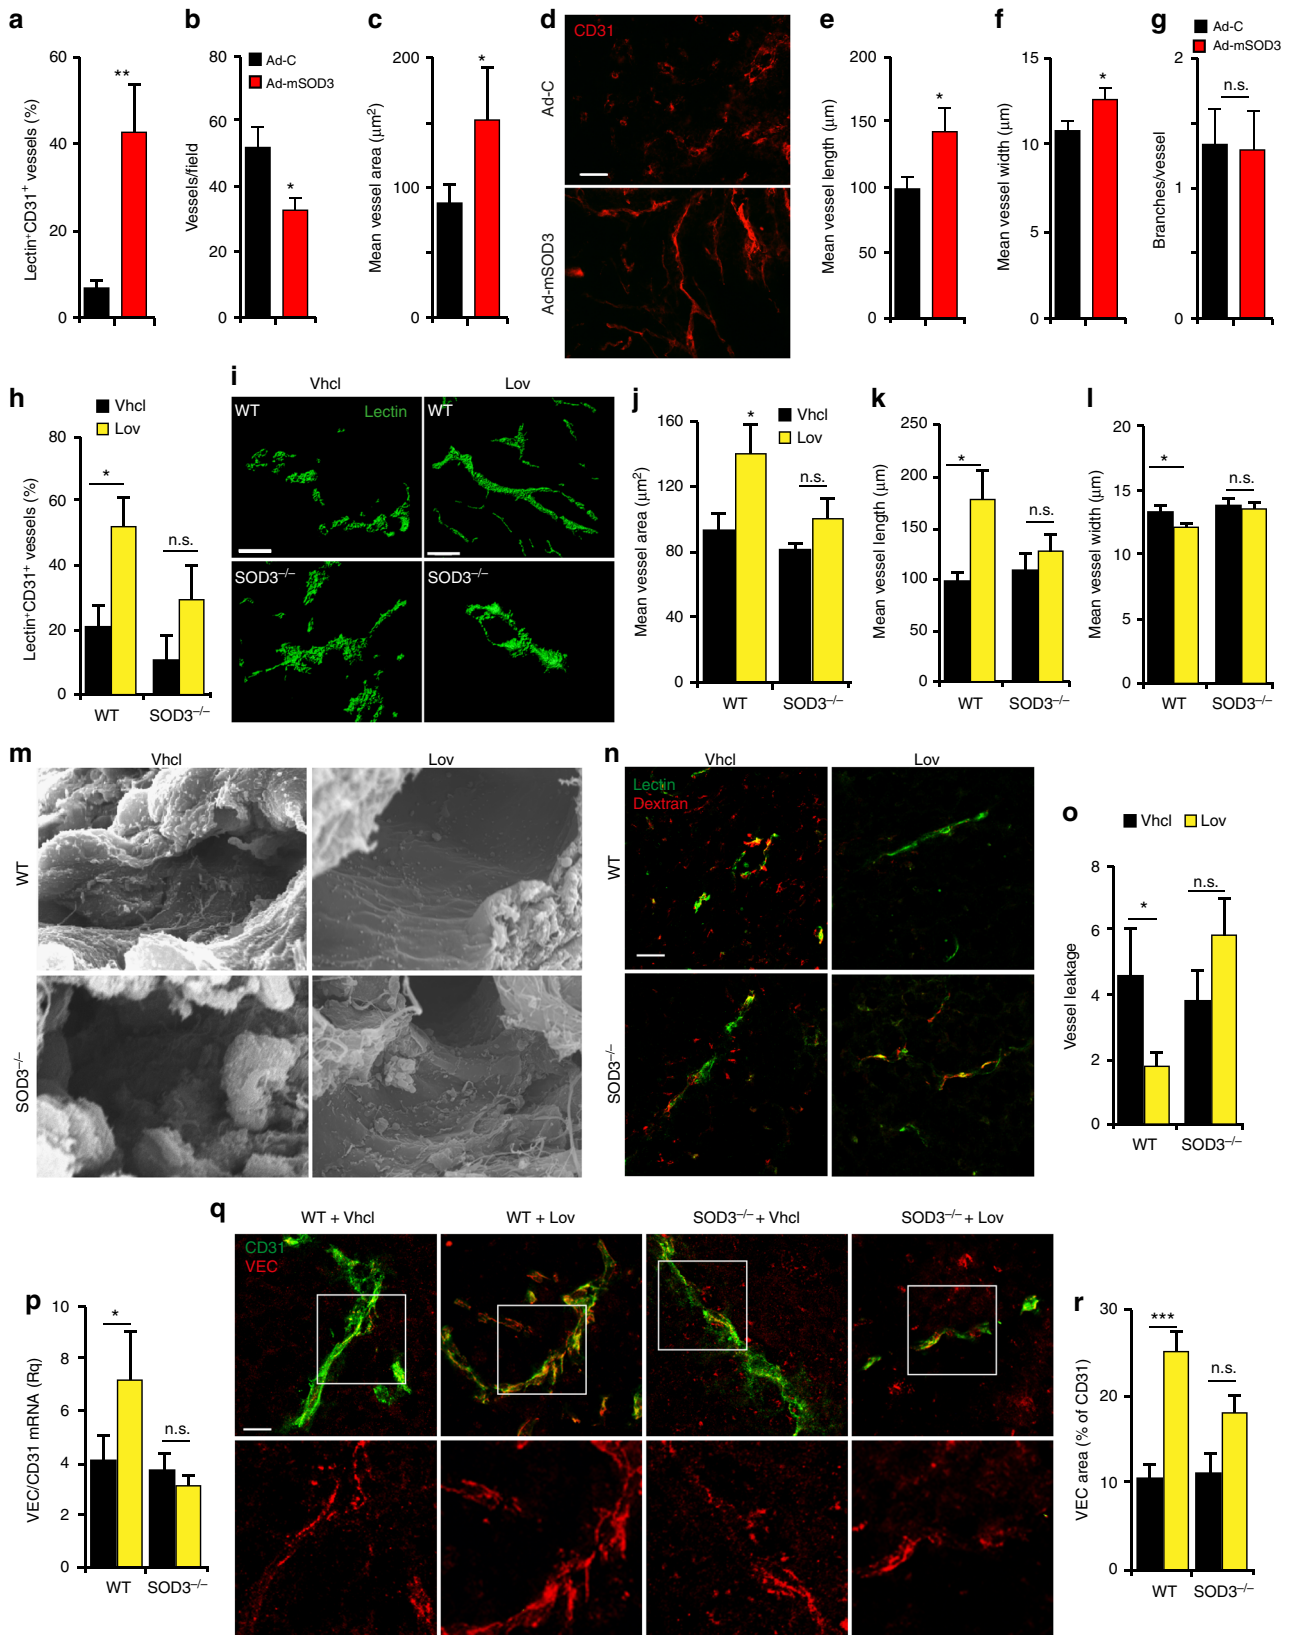 a
Lectin⁺CD31⁺ vessels (%)
60
40
20
0
**
b
Vessels/field
80
60
40
20
0
Ad-C
Ad-mSOD3
*
c
Mean vessel area (μm²)
200
100
0
*
d
CD31
Ad-C
Ad-mSOD3
e
Mean vessel length (μm)
200
150
100
50
0
*
f
Mean vessel width (μm)
15
10
5
0
*
g
Ad-C
Ad-mSOD3
Branches/vessel
2
1
0
n.s.
h
Vhcl
Lov
Lectin⁺CD31⁺ vessels (%)
80
60
40
20
0
*
n.s.
WT
SOD3⁻/⁻
i
Vhcl
Lov
WT
Lectin
WT
SOD3⁻/⁻
SOD3⁻/⁻
j
Mean vessel area (μm²)
160
120
80
40
0
Vhcl
Lov
*
n.s.
WT
SOD3⁻/⁻
k
Mean vessel length (μm)
250
200
150
100
50
0
*
n.s.
WT
SOD3⁻/⁻
l
Mean vessel width (μm)
20
15
10
5
0
*
n.s.
WT
SOD3⁻/⁻
m
Vhcl
Lov
WT
SOD3⁻/⁻
n
Vhcl
Lov
Lectin
Dextran
WT
SOD3⁻/⁻
o
Vhcl
Lov
Vessel leakage
8
6
4
2
0
*
n.s.
WT
SOD3⁻/⁻
p
VEC/CD31 mRNA (Rq)
10
8
6
4
2
0
*
n.s.
WT
SOD3⁻/⁻
q
WT + Vhcl
WT + Lov
SOD3⁻/⁻ + Vhcl
SOD3⁻/⁻ + Lov
CD31
VEC
r
VEC area (% of CD31)
30
20
10
0
***
n.s.
WT
SOD3⁻/⁻